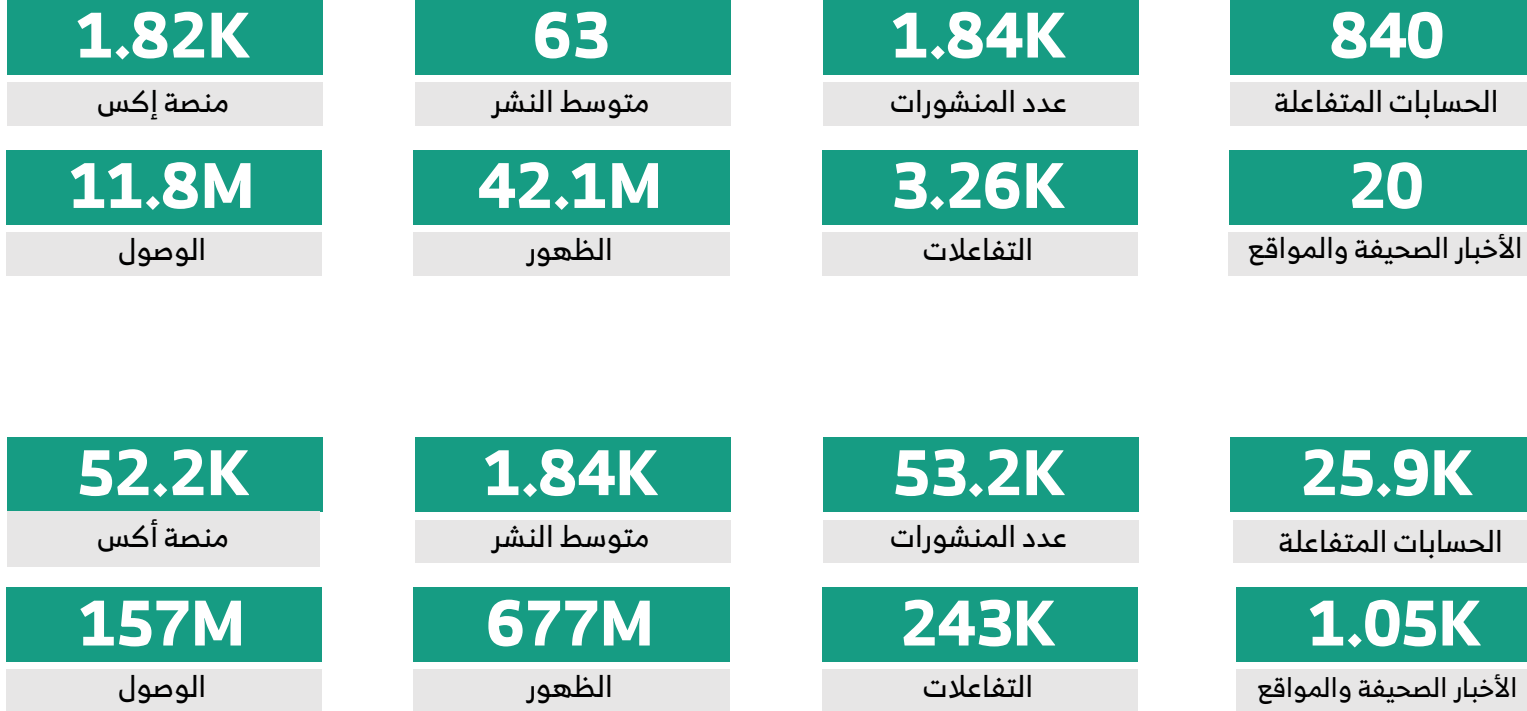 840
الحسابات المتفاعلة
1.84K
عدد المنشورات
63
متوسط النشر
1.82K
منصة إكس
20
الأخبار الصحيفة والمواقع
3.26K
التفاعلات
42.1M
الظهور
11.8M
الوصول
25.9K
الحسابات المتفاعلة
53.2K
عدد المنشورات
1.84K
متوسط النشر
52.2K
منصة أكس
1.05K
الأخبار الصحيفة والمواقع
243K
التفاعلات
677M
الظهور
157M
الوصول